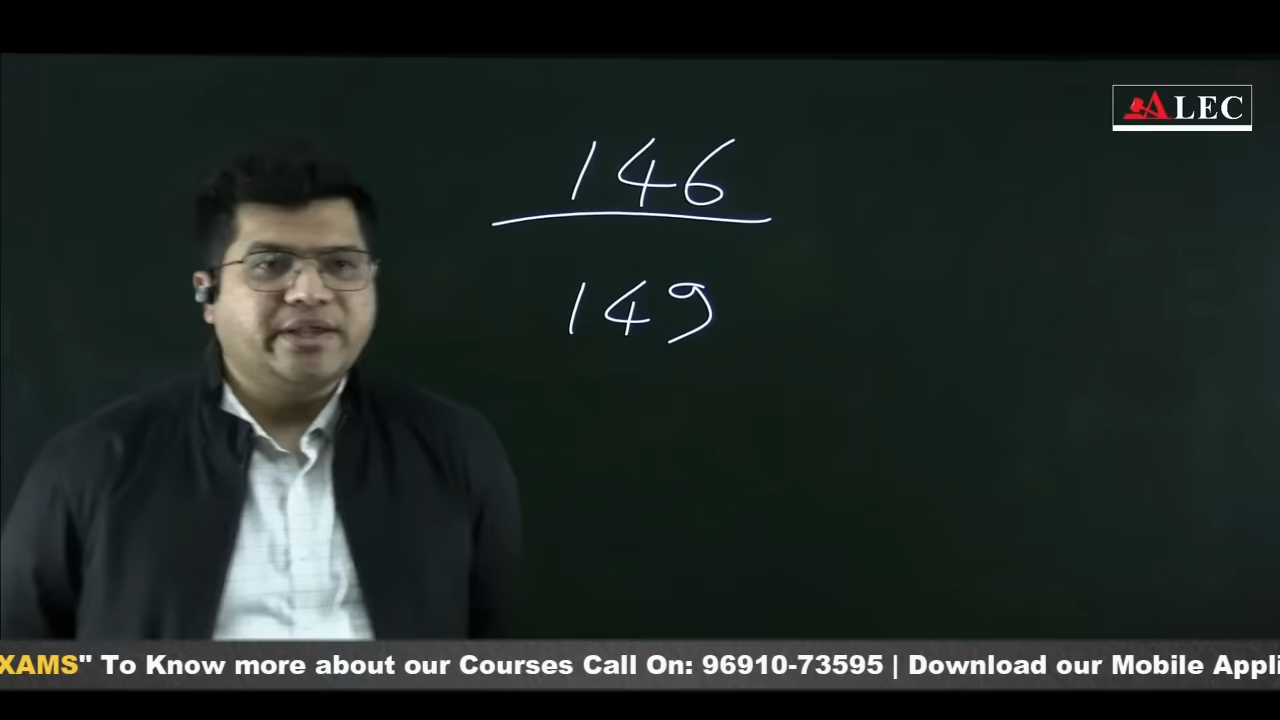 ALEC
146
149
XAMS" To Know more about our Courses Call On: 96910-73595 | Download our Mobile Appli